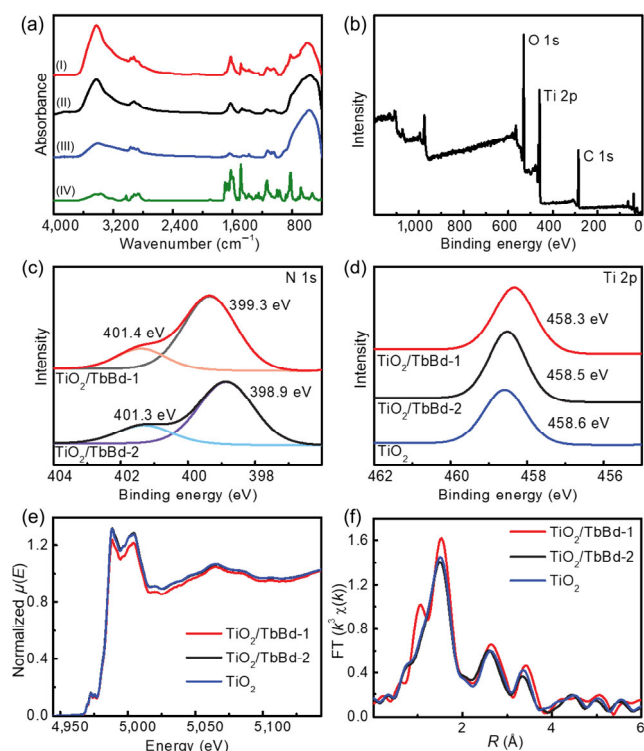 (a)
(I)
(II)
(III)
(IV)
Absorbance
4,000 3,200 2,400 1,600 800
Wavenumber (cm⁻¹)
(b)
O 1s
Ti 2p
C 1s
Intensity
1,000 800 600 400 200 0
Binding energy (eV)
(c)
N 1s
399.3 eV
401.4 eV
TiO₂/TbBd-1
398.9 eV
401.3 eV
TiO₂/TbBd-2
Intensity
404 402 400 398
Binding energy (eV)
(d)
Ti 2p
458.3 eV
TiO₂/TbBd-1
458.5 eV
TiO₂/TbBd-2
458.6 eV
TiO₂
Intensity
462 460 458 456
Binding energy (eV)
(e)
Normalized μ(E)
1.2
0.8
0.4
0.0
TiO₂/TbBd-1
TiO₂/TbBd-2
TiO₂
4,950 5,000 5,050 5,100
Energy (eV)
(f)
FT (k³ χ(k))
1.6
1.2
0.8
0.4
0
TiO₂/TbBd-1
TiO₂/TbBd-2
TiO₂
2 4 6
R (Å)